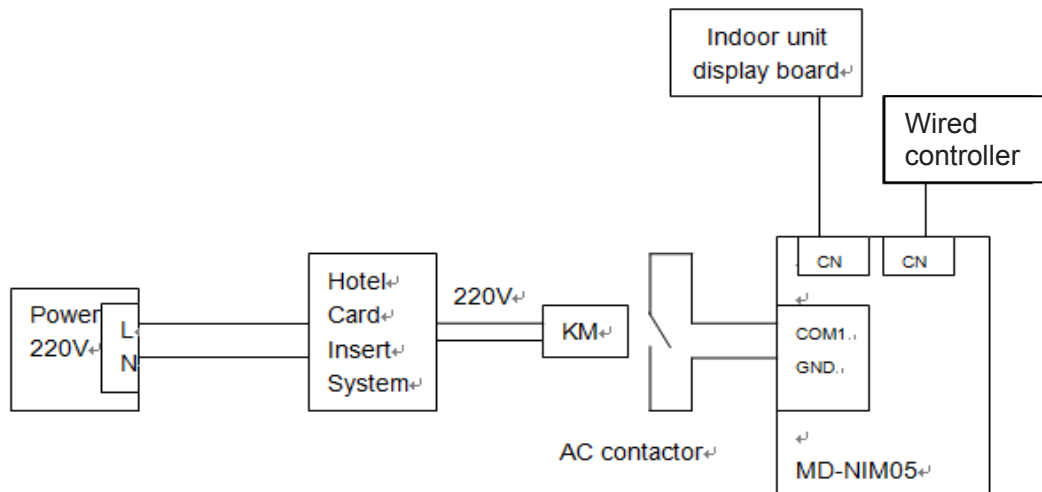 Indoor unit
display board↵
Wired
controller
CN
CN
Hotel↵
Card↵
Insert↵
System↵
220V↵
Power
220V↵
L
N
KM↵
COM1
GND
AC contactor↵
MD-NIM05↵